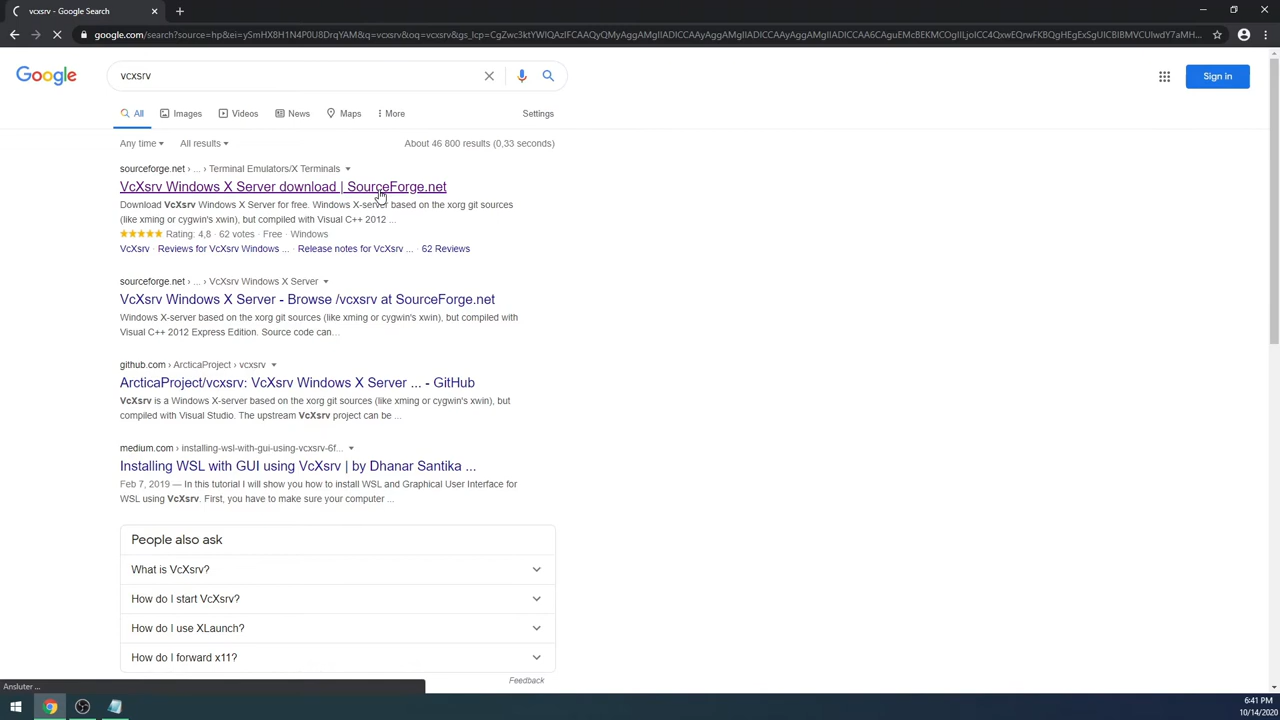 vcxsrv - Google Search
google.com/search?source=hp&ei=
Google
vcxsrv
Sign in
All
Images
Videos
News
Maps
More
Settings
Any time
All results
About 46 800 results (0,33 seconds)
sourceforge.net › ... › Terminal Emulators/X Terminals
VcXsrv Windows X Server download | SourceForge.net
Download VcXsrv Windows X Server for free. Windows X-server based on the xorg git sources
(like xming or cygwin's xwin), but compiled with Visual C++ 2012 ...
Rating: 4,8 · 62 votes · Free · Windows
VcXsrv · Reviews for VcXsrv Windows ... · Release notes for VcXsrv ... · 62 Reviews
sourceforge.net › ... › VcXsrv Windows X Server
VcXsrv Windows X Server - Browse /vcxsrv at SourceForge.net
Windows X-server based on the xorg git sources (like xming or cygwin's xwin), but compiled with
Visual C++ 2012 Express Edition. Source code can...
github.com › ArcticaProject › vcxsrv
ArcticaProject/vcxsrv: VcXsrv Windows X Server ... - GitHub
VcXsrv is a Windows X-server based on the xorg git sources (like xming or cygwin's xwin), but
compiled with Visual Studio. The upstream VcXsrv project can be ...
medium.com › installing-wsl-with-gui-using-vcxsrv-6f...
Installing WSL with GUI using VcXsrv | by Dhanar Santika ...
Feb 7, 2019 — In this tutorial I will show you how to install WSL and Graphical User Interface for
WSL using VcXsrv. First, you have to make sure your computer ...
People also ask
What is VcXsrv?
How do I start VcXsrv?
How do I use XLaunch?
How do I forward x11?
Feedback
Ansluter ...
6:41 PM
10/14/2020